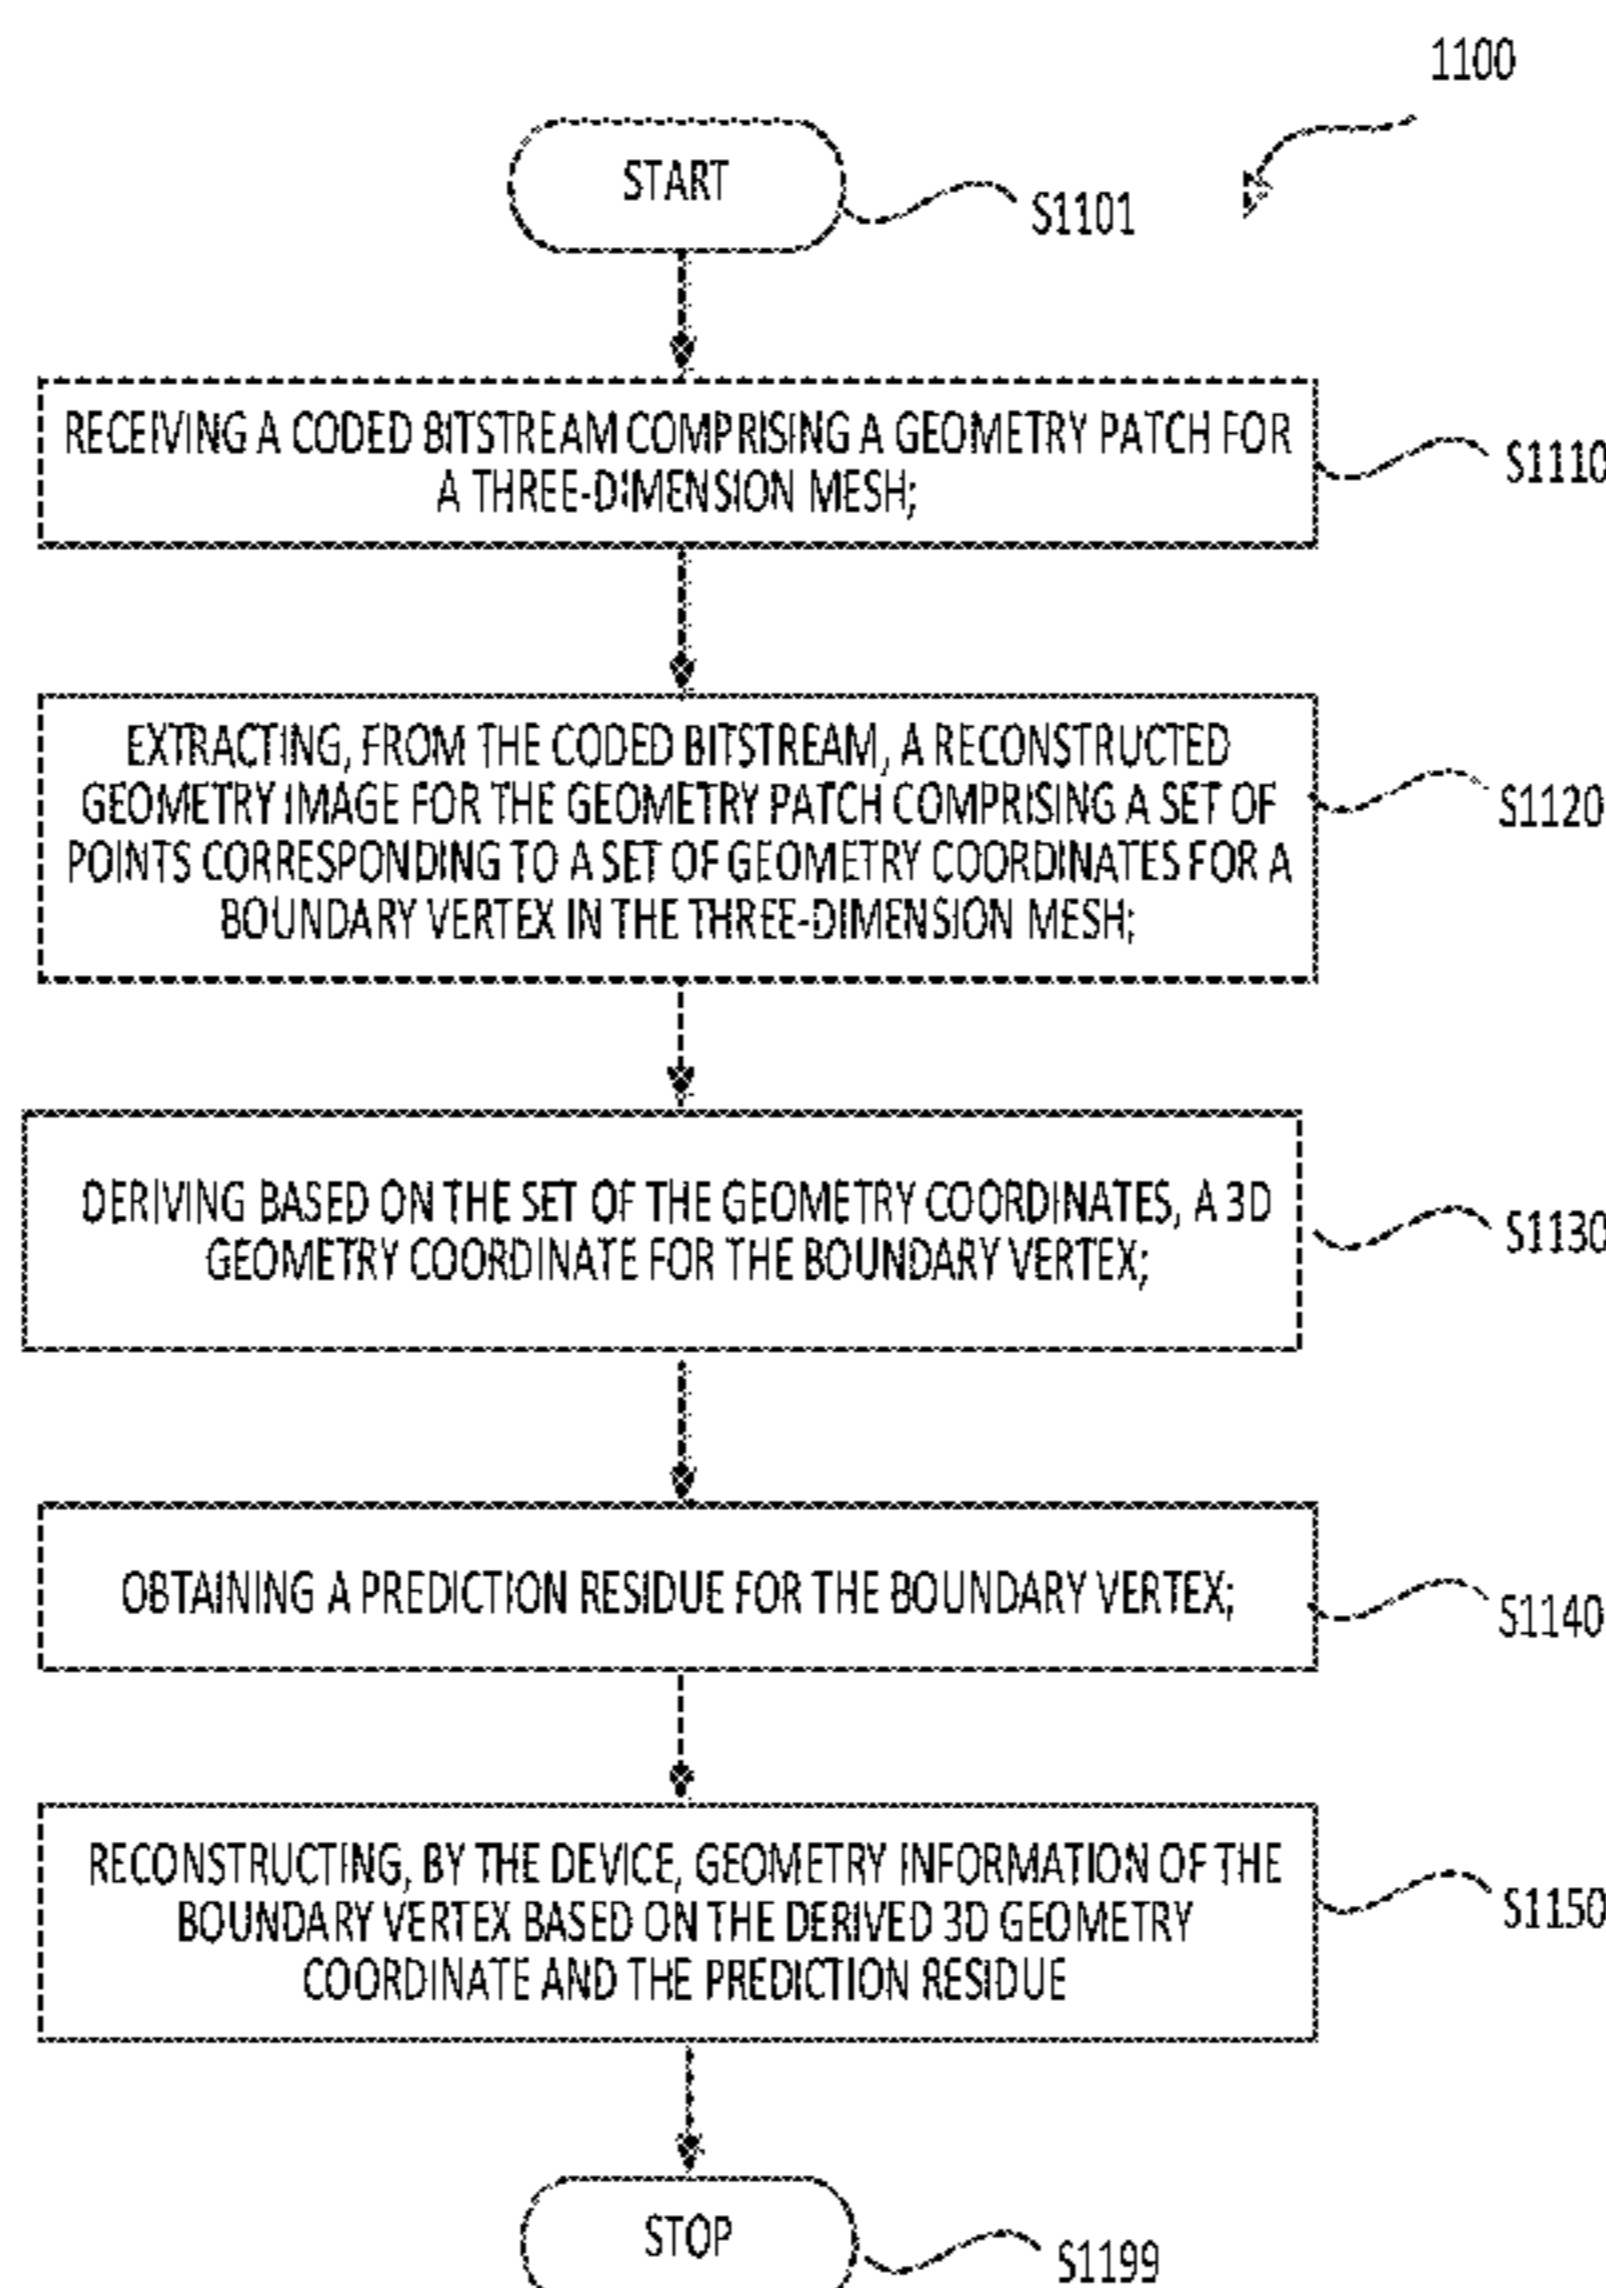 1100
START
S1101
RECEIVING A CODED BITSTREAM COMPRISING A GEOMETRY PATCH FOR
A THREE-DIMENSION MESH;
S1110
EXTRACTING, FROM THE CODED BITSTREAM, A RECONSTRUCTED
GEOMETRY IMAGE FOR THE GEOMETRY PATCH COMPRISING A SET OF
POINTS CORRESPONDING TO A SET OF GEOMETRY COORDINATES FOR A
BOUNDARY VERTEX IN THE THREE-DIMENSION MESH;
S1120
DERIVING BASED ON THE SET OF THE GEOMETRY COORDINATES, A 3D
GEOMETRY COORDINATE FOR THE BOUNDARY VERTEX;
S1130
OBTAINING A PREDICTION RESIDUE FOR THE BOUNDARY VERTEX;
S1140
RECONSTRUCTING, BY THE DEVICE, GEOMETRY INFORMATION OF THE
BOUNDARY VERTEX BASED ON THE DERIVED 3D GEOMETRY
COORDINATE AND THE PREDICTION RESIDUE
S1150
STOP
S1199